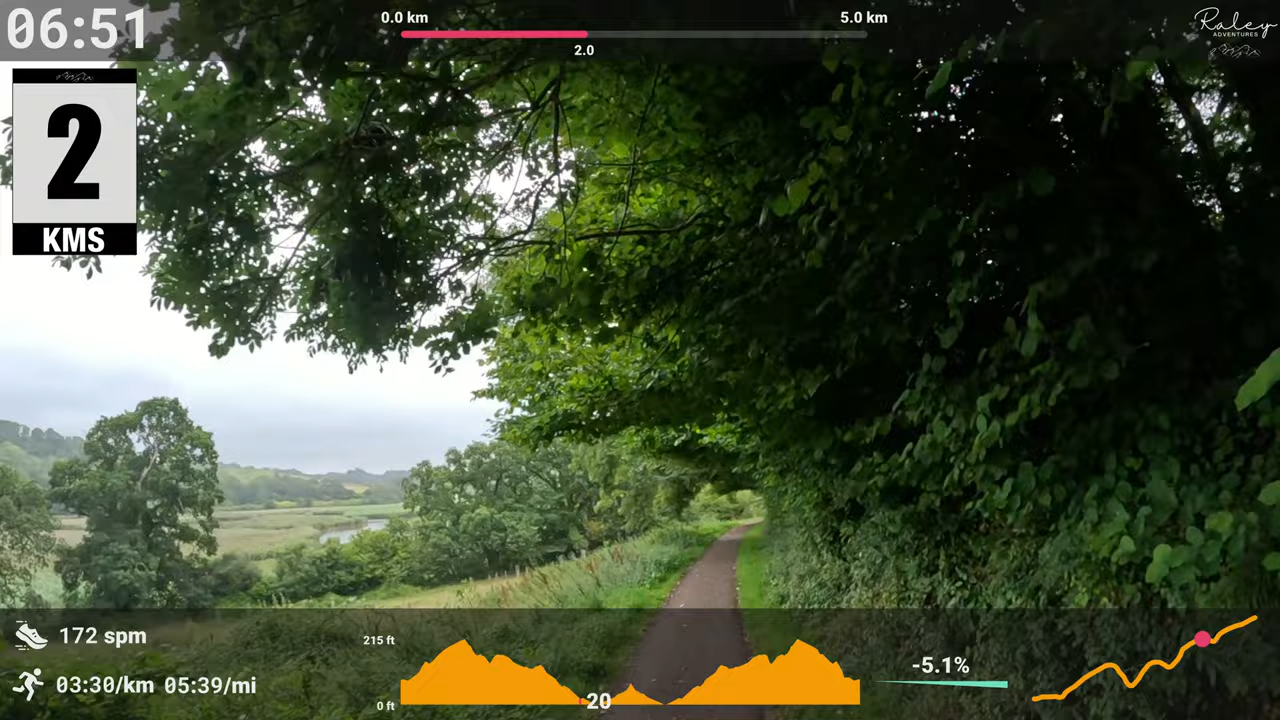 06:51
0.0 km
5.0 km
2.0
Raley
ADVENTURES
2
KMS
172 spm
03:30/km 05:39/mi
215 ft
0 ft
20
-5.1%